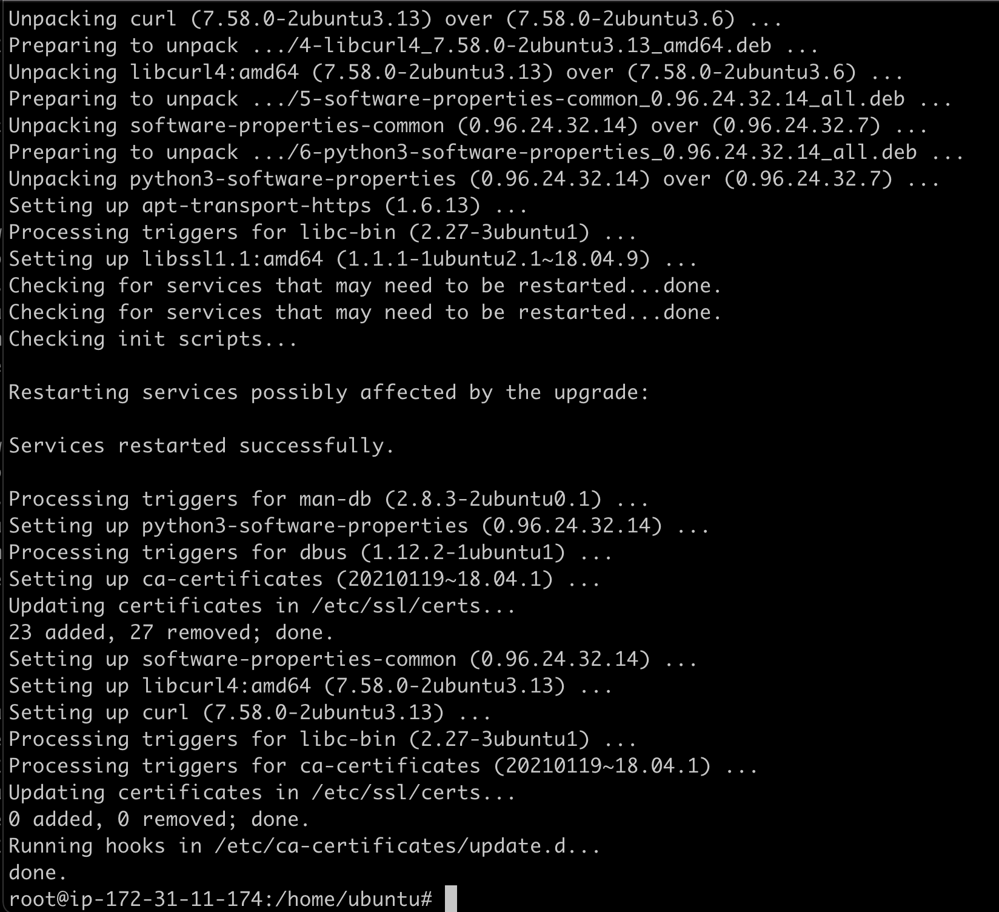 Unpacking curl (7.58.0-2ubuntu3.13) over (7.58.0-2ubuntu3.6) ...
Preparing to unpack .../4-libcurl4_7.58.0-2ubuntu3.13_amd64.deb ...
Unpacking libcurl4:amd64 (7.58.0-2ubuntu3.13) over (7.58.0-2ubuntu3.6) ...
Preparing to unpack .../5-software-properties-common_0.96.24.32.14_all.deb ...
Unpacking software-properties-common (0.96.24.32.14) over (0.96.24.32.7) ...
Preparing to unpack .../6-python3-software-properties_0.96.24.32.14_all.deb ...
Unpacking python3-software-properties (0.96.24.32.14) over (0.96.24.32.7) ...
Setting up apt-transport-https (1.6.13) ...
Processing triggers for libc-bin (2.27-3ubuntu1) ...
Setting up libssl1.1:amd64 (1.1.1-1ubuntu2.1~18.04.9) ...
Checking for services that may need to be restarted...done.
Checking for services that may need to be restarted...done.
Checking init scripts...

Restarting services possibly affected by the upgrade:

Services restarted successfully.

Processing triggers for man-db (2.8.3-2ubuntu0.1) ...
Setting up python3-software-properties (0.96.24.32.14) ...
Processing triggers for dbus (1.12.2-1ubuntu1) ...
Setting up ca-certificates (20210119~18.04.1) ...
Updating certificates in /etc/ssl/certs...
23 added, 27 removed; done.
Setting up software-properties-common (0.96.24.32.14) ...
Setting up libcurl4:amd64 (7.58.0-2ubuntu3.13) ...
Setting up curl (7.58.0-2ubuntu3.13) ...
Processing triggers for libc-bin (2.27-3ubuntu1) ...
Processing triggers for ca-certificates (20210119~18.04.1) ...
Updating certificates in /etc/ssl/certs...
0 added, 0 removed; done.
Running hooks in /etc/ca-certificates/update.d...
done.
root@ip-172-31-11-174:/home/ubuntu#